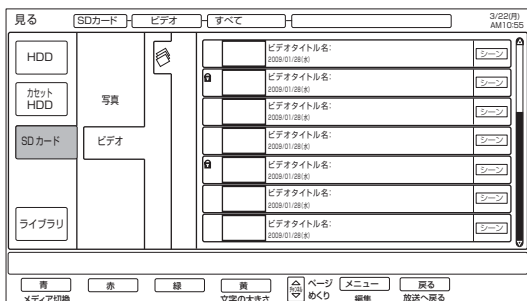 見る
SDカード
ビデオ
すべて
3/22(月)
AM10:55
HDD
カセット
HDD
SDカード
ライブラリ
写真
ビデオ
ビデオタイトル名:
2009/01/28(水)
シーン
ビデオタイトル名:
2009/01/28(水)
シーン
ビデオタイトル名:
2009/01/28(水)
シーン
ビデオタイトル名:
2009/01/28(水)
シーン
ビデオタイトル名:
2009/01/28(水)
シーン
ビデオタイトル名:
2009/01/28(水)
シーン
ビデオタイトル名:
2009/01/28(水)
シーン
青
赤
緑
黄
ページ
めくり
メニュー
戻る
メディア切換
文字の大きさ
編集
放送へ戻る